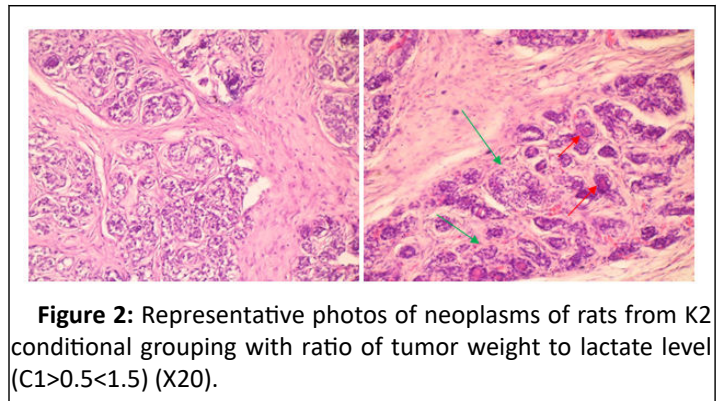 Figure 2: Representative photos of neoplasms of rats from K2
conditional grouping with ratio of tumor weight to lactate level
(C1>0.5<1.5) (X20).